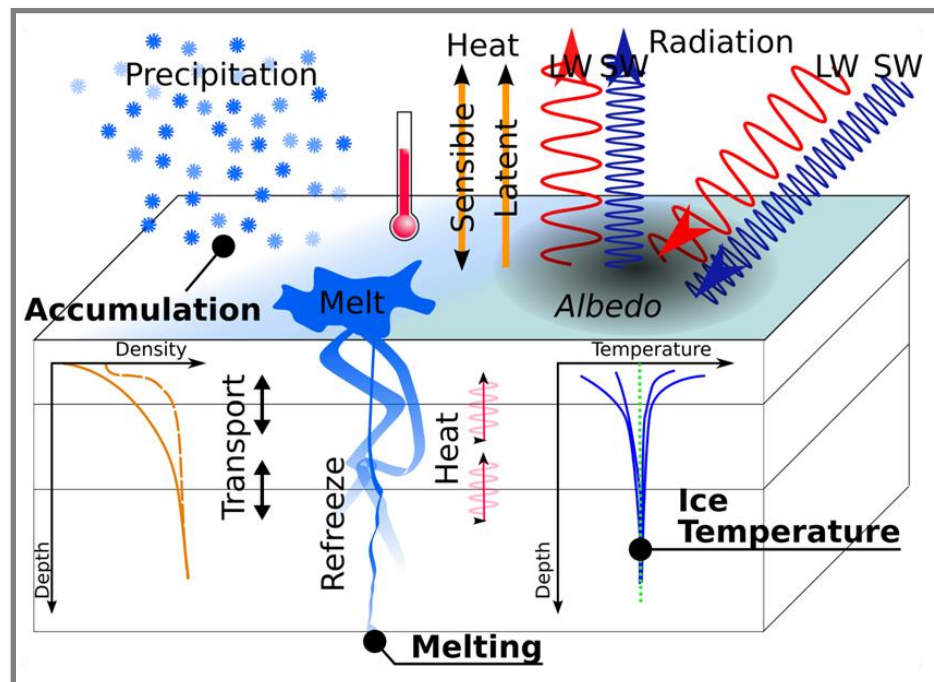 Heat
Radiation
Precipitation
LW
SW
LW
SW
Sensible
Latent
Accumulation
Melt
Albedo
Density
Temperature
Transport
Heat
Refreeze
Ice
Temperature
Depth
Depth
Melting